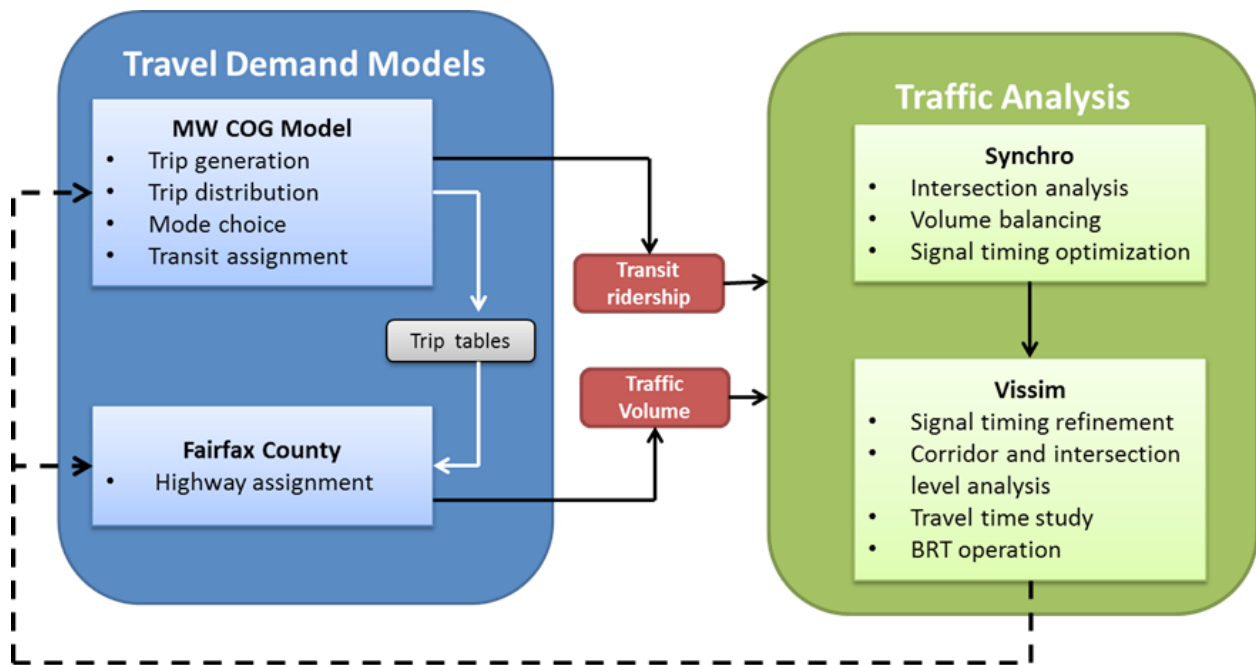 Travel Demand Models
MW COG Model
• Trip generation
• Trip distribution
• Mode choice
• Transit assignment
Trip tables
Fairfax County
• Highway assignment
Transit
ridership
Traffic
Volume
Traffic Analysis
Synchro
• Intersection analysis
• Volume balancing
• Signal timing optimization
Vissim
• Signal timing refinement
• Corridor and intersection
level analysis
• Travel time study
• BRT operation